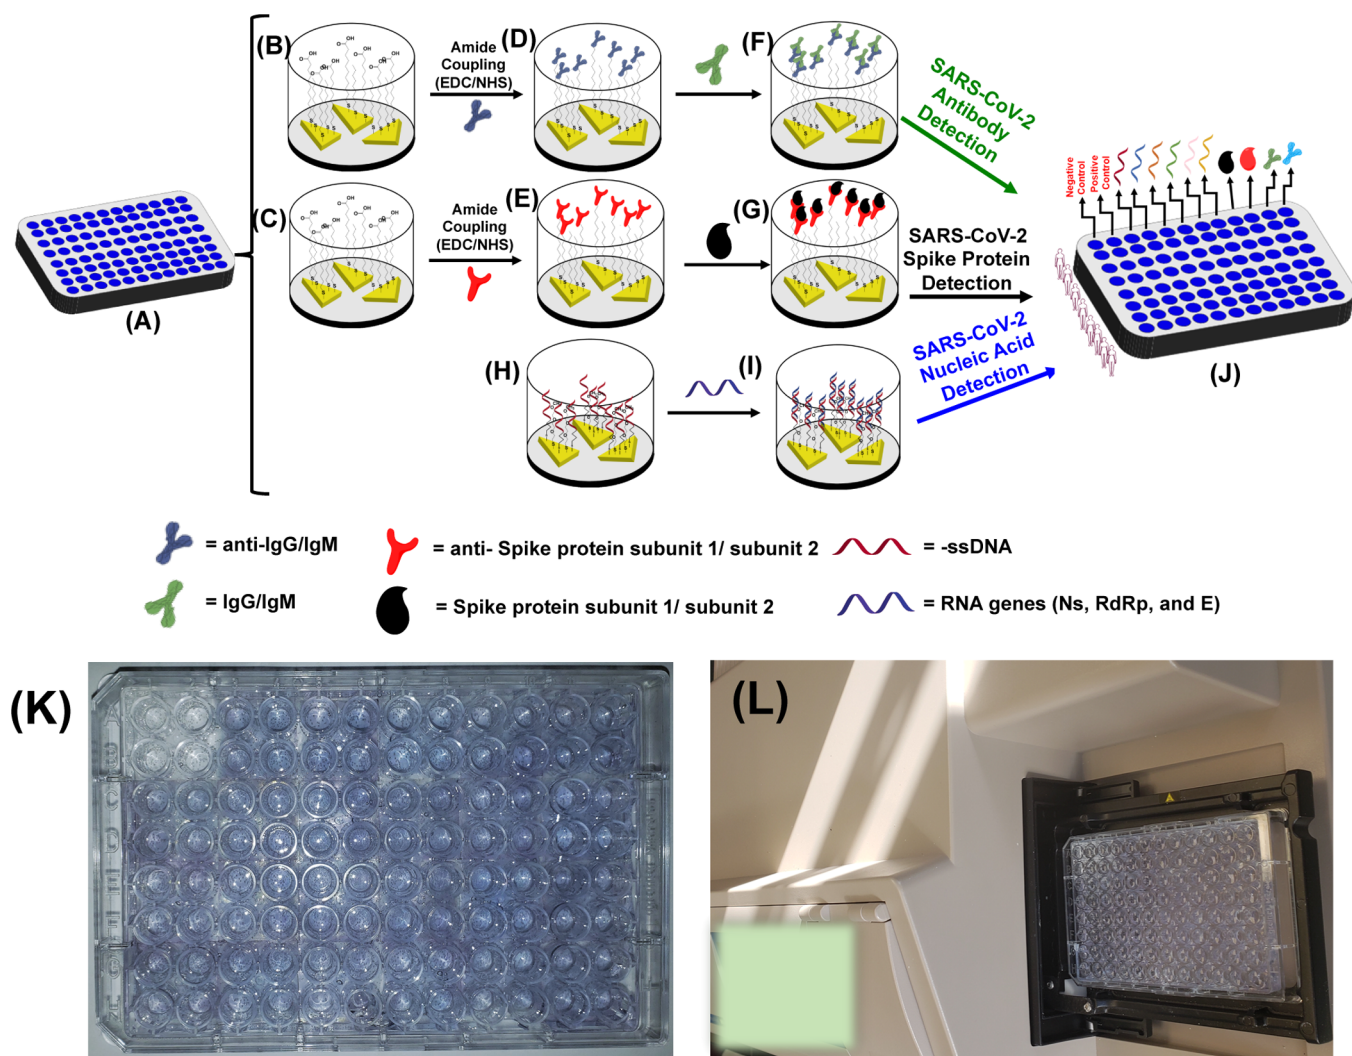 (B)
Amide
Coupling
(EDC/NHS)
(D)
(F)
SARS-CoV-2
Antibody
Detection
(C)
Amide
Coupling
(EDC/NHS)
(E)
(G)
SARS-CoV-2
Spike Protein
Detection
(A)
(H)
(I)
SARS-CoV-2
Nucleic Acid
Detection
Negative
Control
Positive
Control
(J)
= anti-IgG/IgM
= anti- Spike protein subunit 1/ subunit 2
= -ssDNA
= IgG/IgM
= Spike protein subunit 1/ subunit 2
= RNA genes (Ns, RdRp, and E)
(K)
(L)